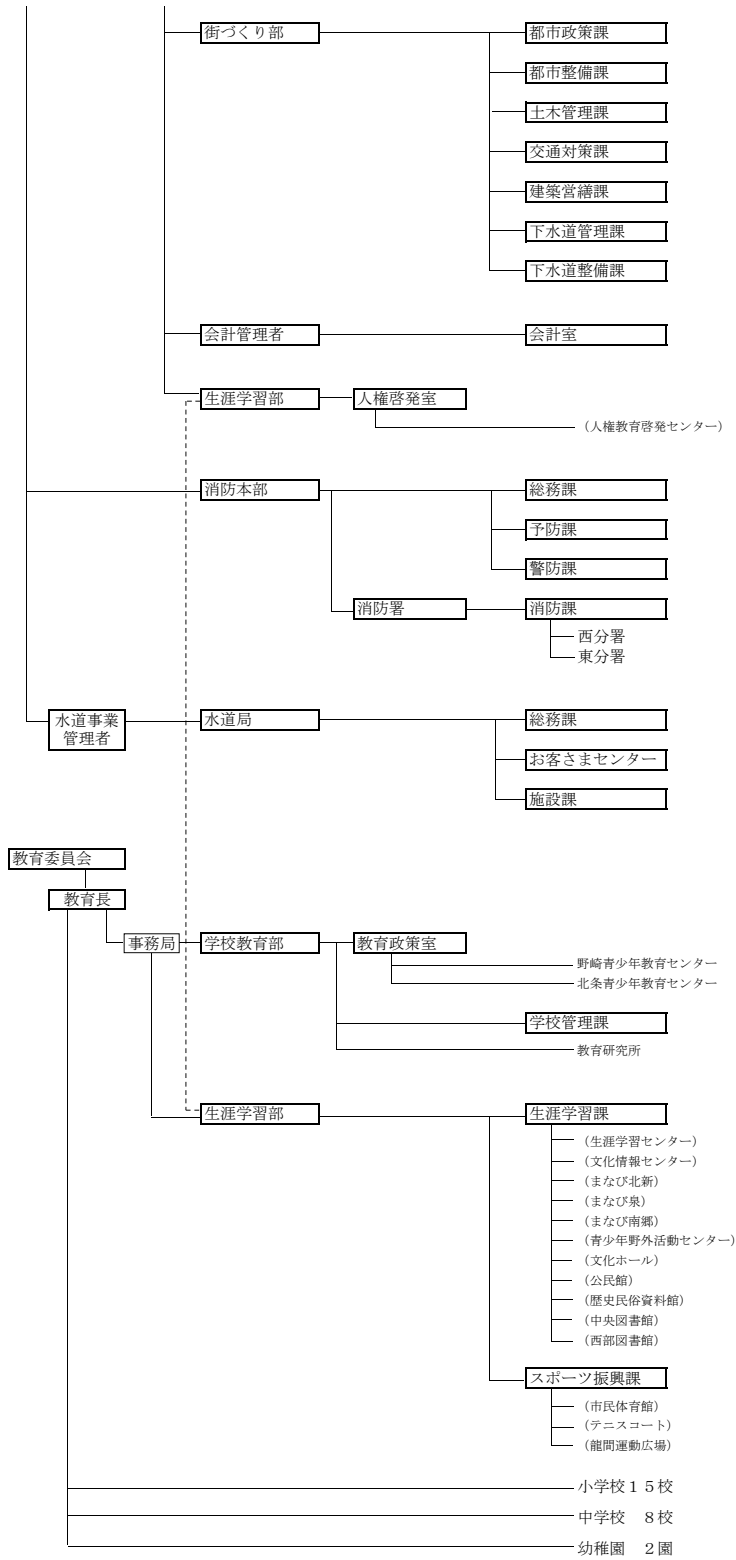 街づくり部
都市政策課
都市整備課
土木管理課
交通対策課
建築営繕課
下水道管理課
下水道整備課
会計管理者
会計室
生涯学習部
人権啓発室
（人権教育啓発センター）
消防本部
総務課
予防課
警防課
消防署
消防課
西分署
東分署
水道事業
管理者
水道局
総務課
お客さまセンター
施設課
教育委員会
教育長
事務局
学校教育部
教育政策室
野崎青少年教育センター
北条青少年教育センター
学校管理課
教育研究所
生涯学習部
生涯学習課
（生涯学習センター）
（文化情報センター）
（まなび北新）
（まなび泉）
（まなび南郷）
（青少年野外活動センター）
（文化ホール）
（公民館）
（歴史民俗資料館）
（中央図書館）
（西部図書館）
スポーツ振興課
（市民体育館）
（テニスコート）
（龍間運動広場）
小学校１５校
中学校　８校
幼稚園　２園